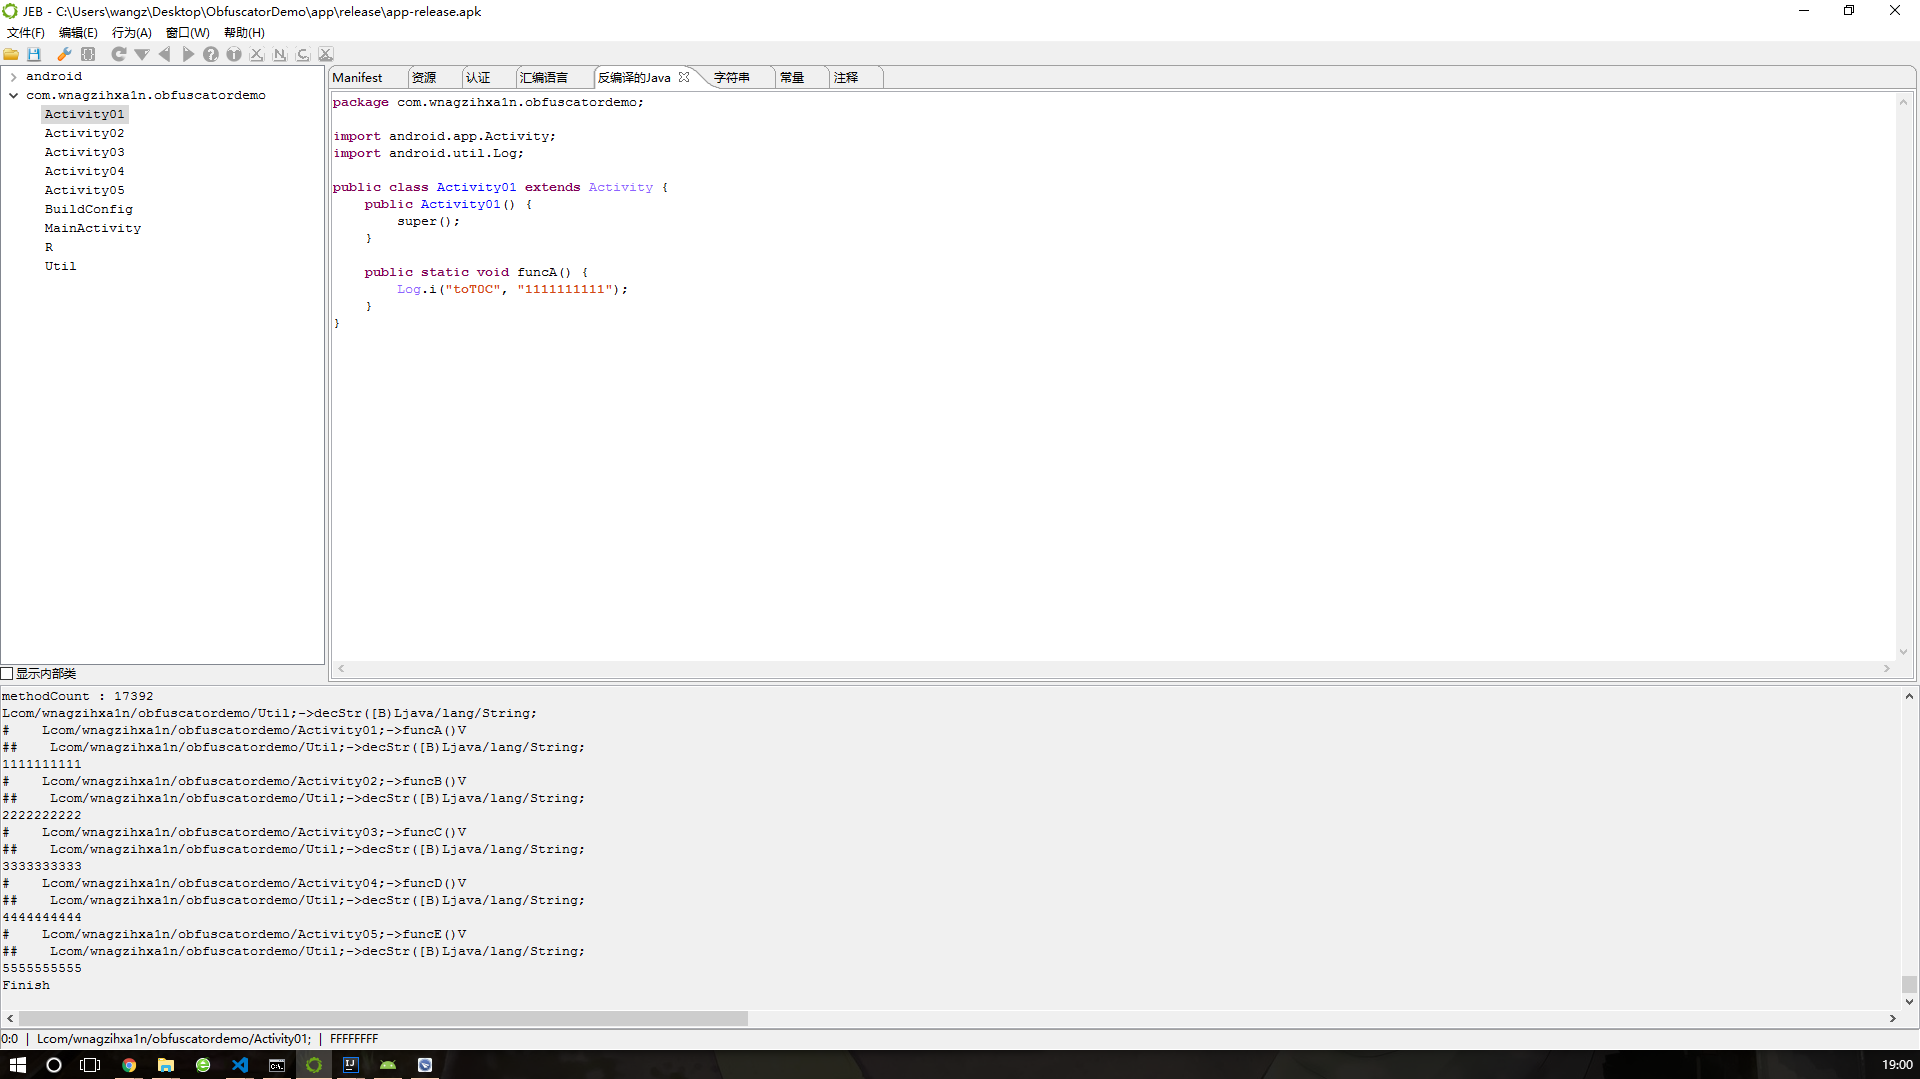 JEB - C:\Users\wangz\Desktop\ObfuscatorDemo\app\release\app-release.apk
文件(F) 编辑(E) 行为(A) 窗口(W) 帮助(H)
android
com.wnagzihxa1n.obfuscatordemo
Activity01
Activity02
Activity03
Activity04
Activity05
BuildConfig
MainActivity
R
Util
显示内部类
Manifest 资源 认证 汇编语言 反编译的Java 字符串 常量 注释
package com.wnagzihxa1n.obfuscatordemo;
import android.app.Activity;
import android.util.Log;
public class Activity01 extends Activity {
public Activity01() {
super();
}
public static void funcA() {
Log.i("toT0C", "1111111111");
}
}
methodCount : 17392
Lcom/wnagzihxa1n/obfuscatordemo/Util;->decStr([B)Ljava/lang/String;
# Lcom/wnagzihxa1n/obfuscatordemo/Activity01;->funcA()V
## Lcom/wnagzihxa1n/obfuscatordemo/Util;->decStr([B)Ljava/lang/String;
1111111111
# Lcom/wnagzihxa1n/obfuscatordemo/Activity02;->funcB()V
## Lcom/wnagzihxa1n/obfuscatordemo/Util;->decStr([B)Ljava/lang/String;
2222222222
# Lcom/wnagzihxa1n/obfuscatordemo/Activity03;->funcC()V
## Lcom/wnagzihxa1n/obfuscatordemo/Util;->decStr([B)Ljava/lang/String;
3333333333
# Lcom/wnagzihxa1n/obfuscatordemo/Activity04;->funcD()V
## Lcom/wnagzihxa1n/obfuscatordemo/Util;->decStr([B)Ljava/lang/String;
4444444444
# Lcom/wnagzihxa1n/obfuscatordemo/Activity05;->funcE()V
## Lcom/wnagzihxa1n/obfuscatordemo/Util;->decStr([B)Ljava/lang/String;
5555555555
Finish
0:0 | Lcom/wnagzihxa1n/obfuscatordemo/Activity01; | FFFFFFFF
19:00